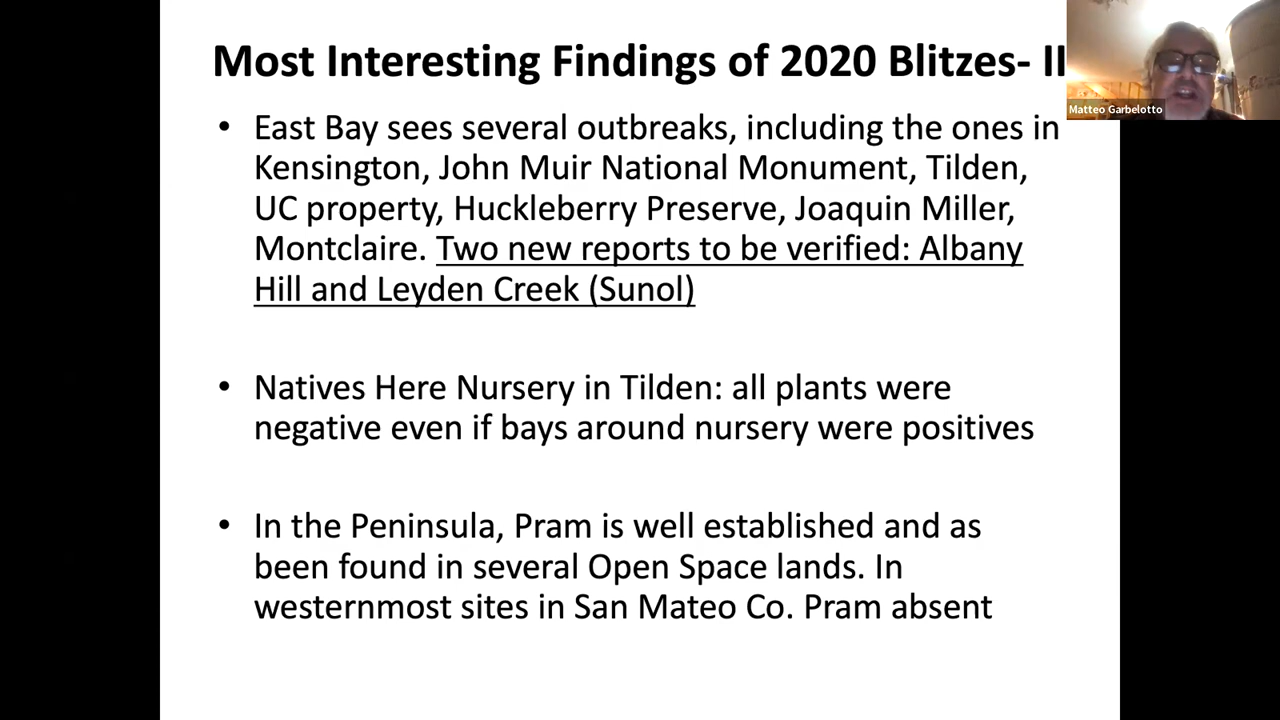 Most Interesting Findings of 2020 Blitzes- II
Matteo Garbelotto
• East Bay sees several outbreaks, including the ones in
Kensington, John Muir National Monument, Tilden,
UC property, Huckleberry Preserve, Joaquin Miller,
Montclaire. Two new reports to be verified: Albany
Hill and Leyden Creek (Sunol)
• Natives Here Nursery in Tilden: all plants were
negative even if bays around nursery were positives
• In the Peninsula, Pram is well established and as
been found in several Open Space lands. In
westernmost sites in San Mateo Co. Pram absent